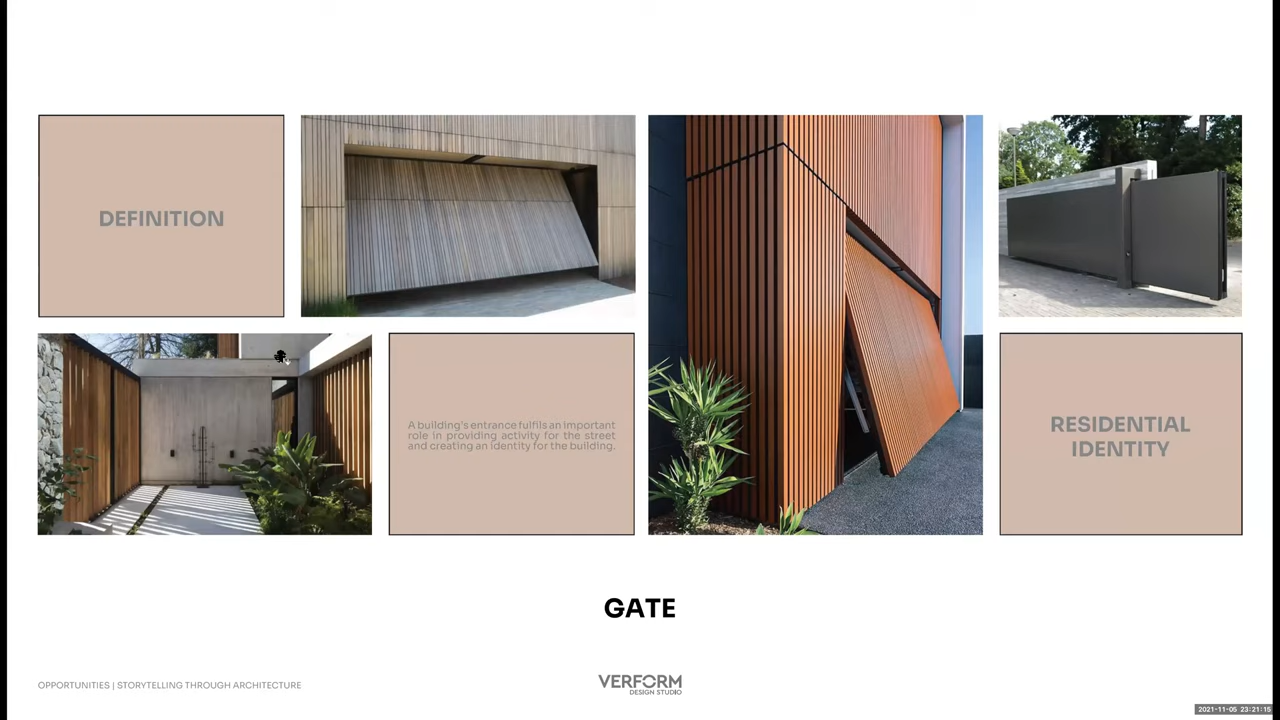 DEFINITION
A building's entrance fulfils an important
role in providing activity for the street
and creating an identity for the building.
RESIDENTIAL
IDENTITY
GATE
OPPORTUNITIES | STORYTELLING THROUGH ARCHITECTURE
VERFORM
DESIGN STUDIO
2021-11-05 23:21:15